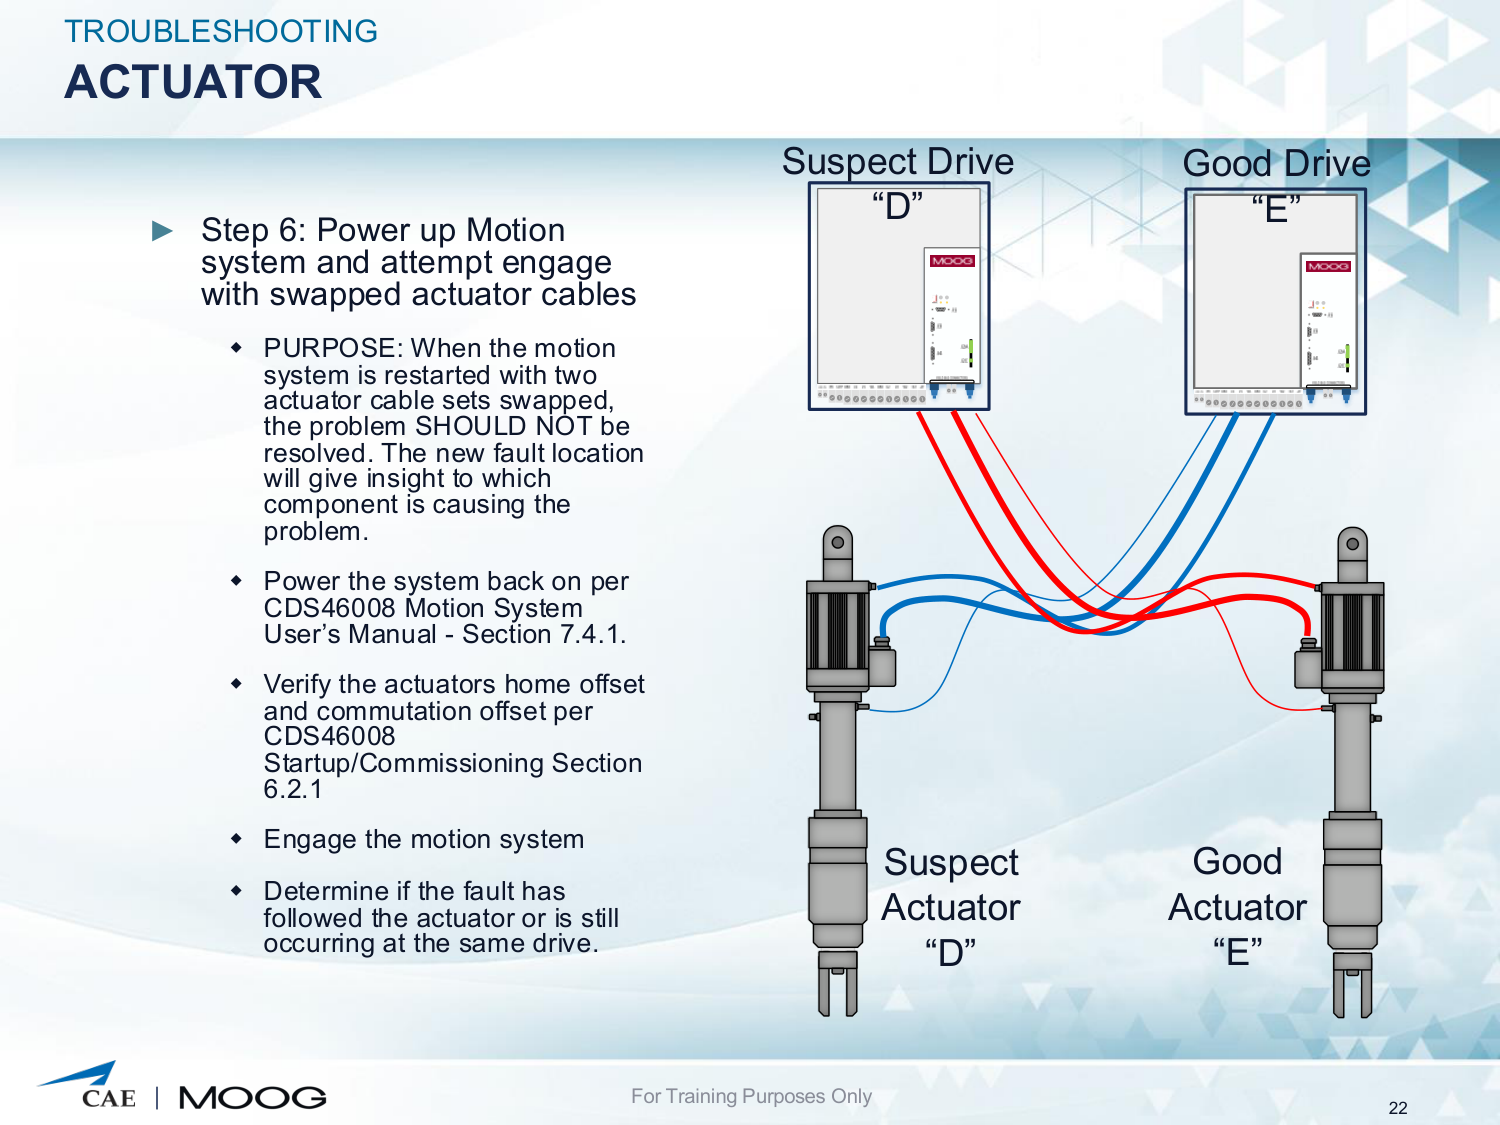 TROUBLESHOOTING
ACTUATOR
► Step 6: Power up Motion
system and attempt engage
with swapped actuator cables
◆ PURPOSE: When the motion
system is restarted with two
actuator cable sets swapped,
the problem SHOULD NOT be
resolved. The new fault location
will give insight to which
component is causing the
problem.
◆ Power the system back on per
CDS46008 Motion System
User’s Manual - Section 7.4.1.
◆ Verify the actuators home offset
and commutation offset per
CDS46008
Startup/Commissioning Section
6.2.1
◆ Engage the motion system
◆ Determine if the fault has
followed the actuator or is still
occurring at the same drive.
Suspect Drive
“D”
MOOG
Good Drive
“E”
MOOG
Suspect
Actuator
“D”
Good
Actuator
“E”
CAE | MOOG
For Training Purposes Only
22